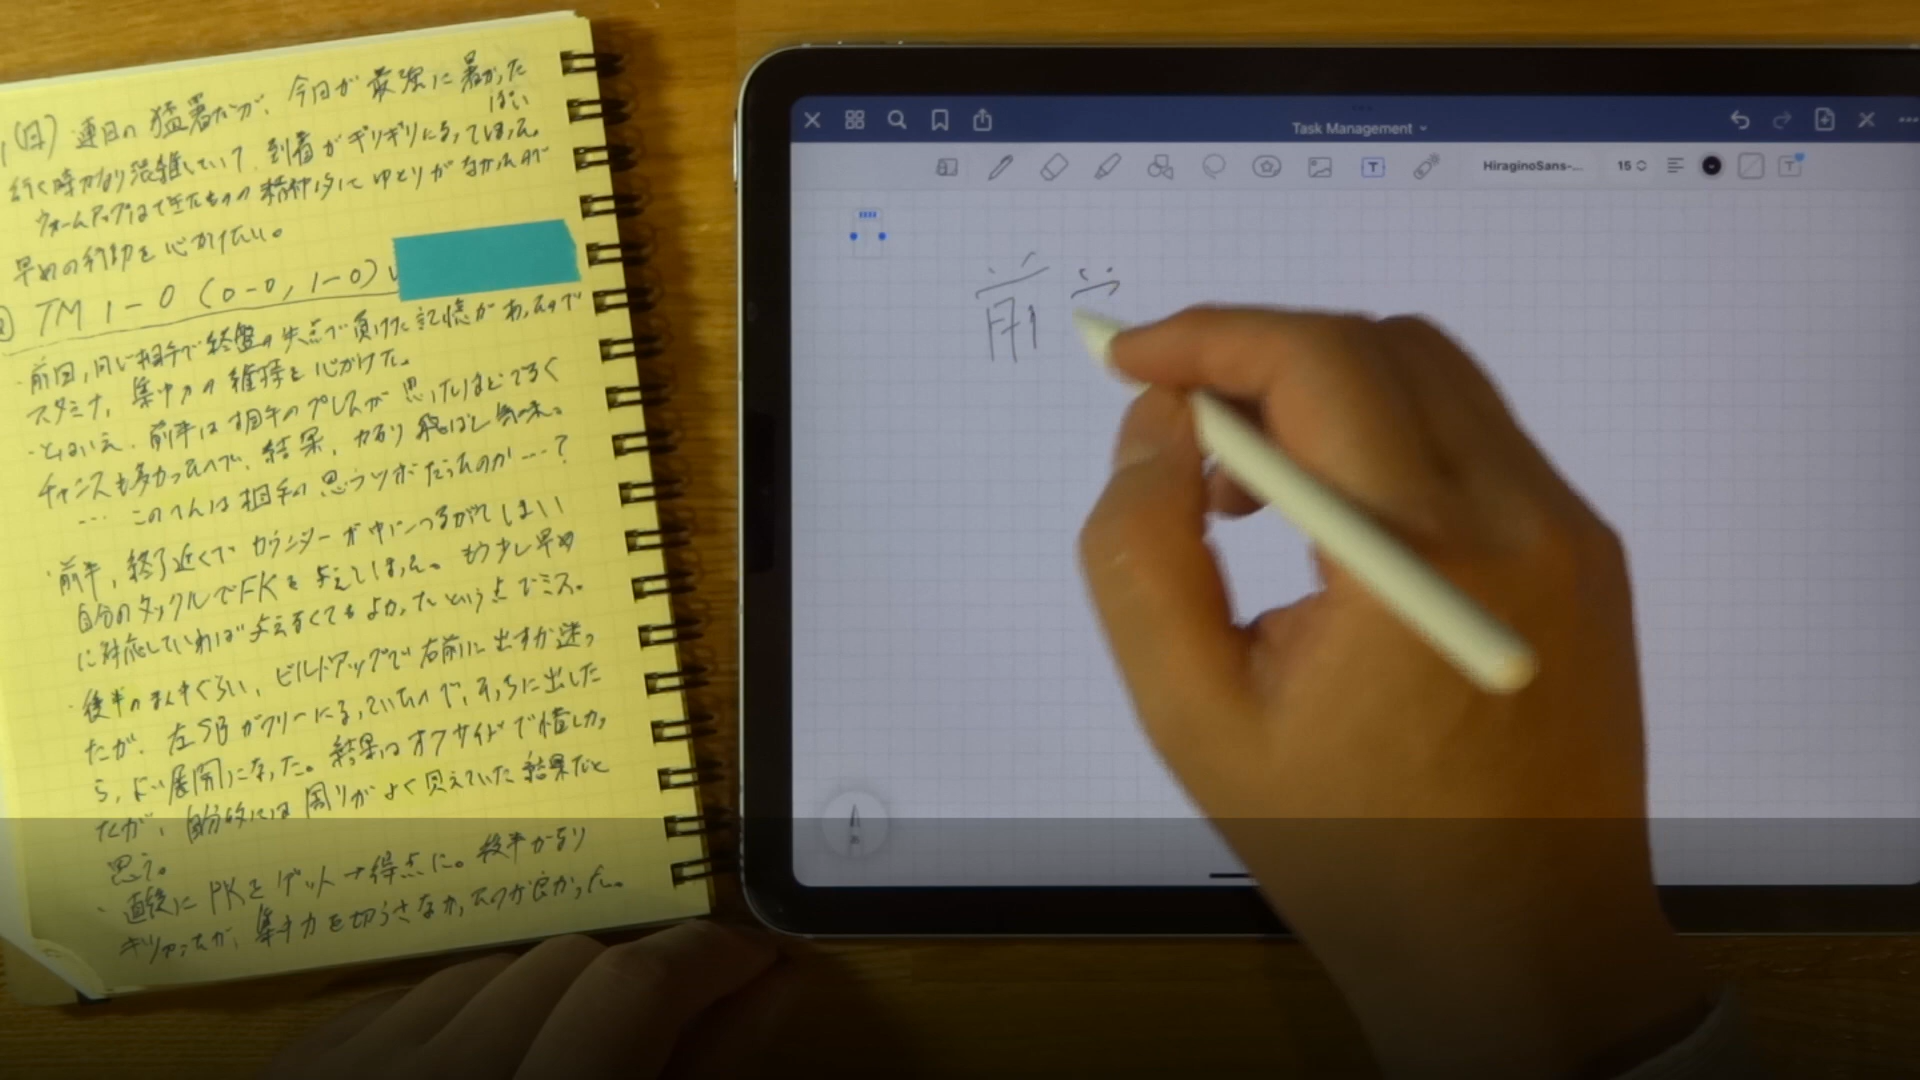 (日) 連日の猛暑だが、今日が最強に暑かった
っぽい
行く時かなり混雑していて、到着がギリギリになってしまった。
ウォームアップはできたものの精神的にゆとりがなかったので
早めの行動を心がけたい。
TM 1-0 (0-0, 1-0) v
・前回、同じ相手で終盤の失点で負けた記憶があったので
スタミナ、集中力の維持を心がけた。
・とはいえ、前半は相手のプレスが思ったほどでなく
チャンスも多かったので、結果、かなり飛ばし気味。
… このへんは相手の思うツボだったのか…?
・前半、終了近くでカウンターが中につながってしまい
自分のタックルでFKを与えてしまった。もう少し早め
に対応していれば与えなくてもよかったという点でミス。
・後半のまん中ぐらい、ビルドアップで右前に出すか迷っ
たが、左SBがフリーになっていたので、そっちに出した
ら、よい展開になった。結果はオフサイドで惜しかっ
たが、自分的には周りがよく見えていた結果だと
思う。
・直後にPKをゲット→得点に。後半かなり
キツかったが、集中力を切らさなかったのが良かった。
Task Management
HiraginoSans-... 15
T
前